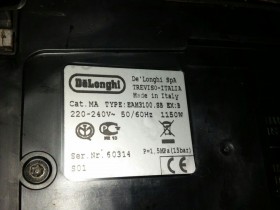 DeLonghi
De'Longhi SpA
TREVISO-ITALIA
Made in Italy
Cat.MA TYPE:EAM3100.SB EX:B
220-240V~ 50/60Hz 1150W
Ser.Nr. 60314
P=1.5MPa(15bar)
S01
CE